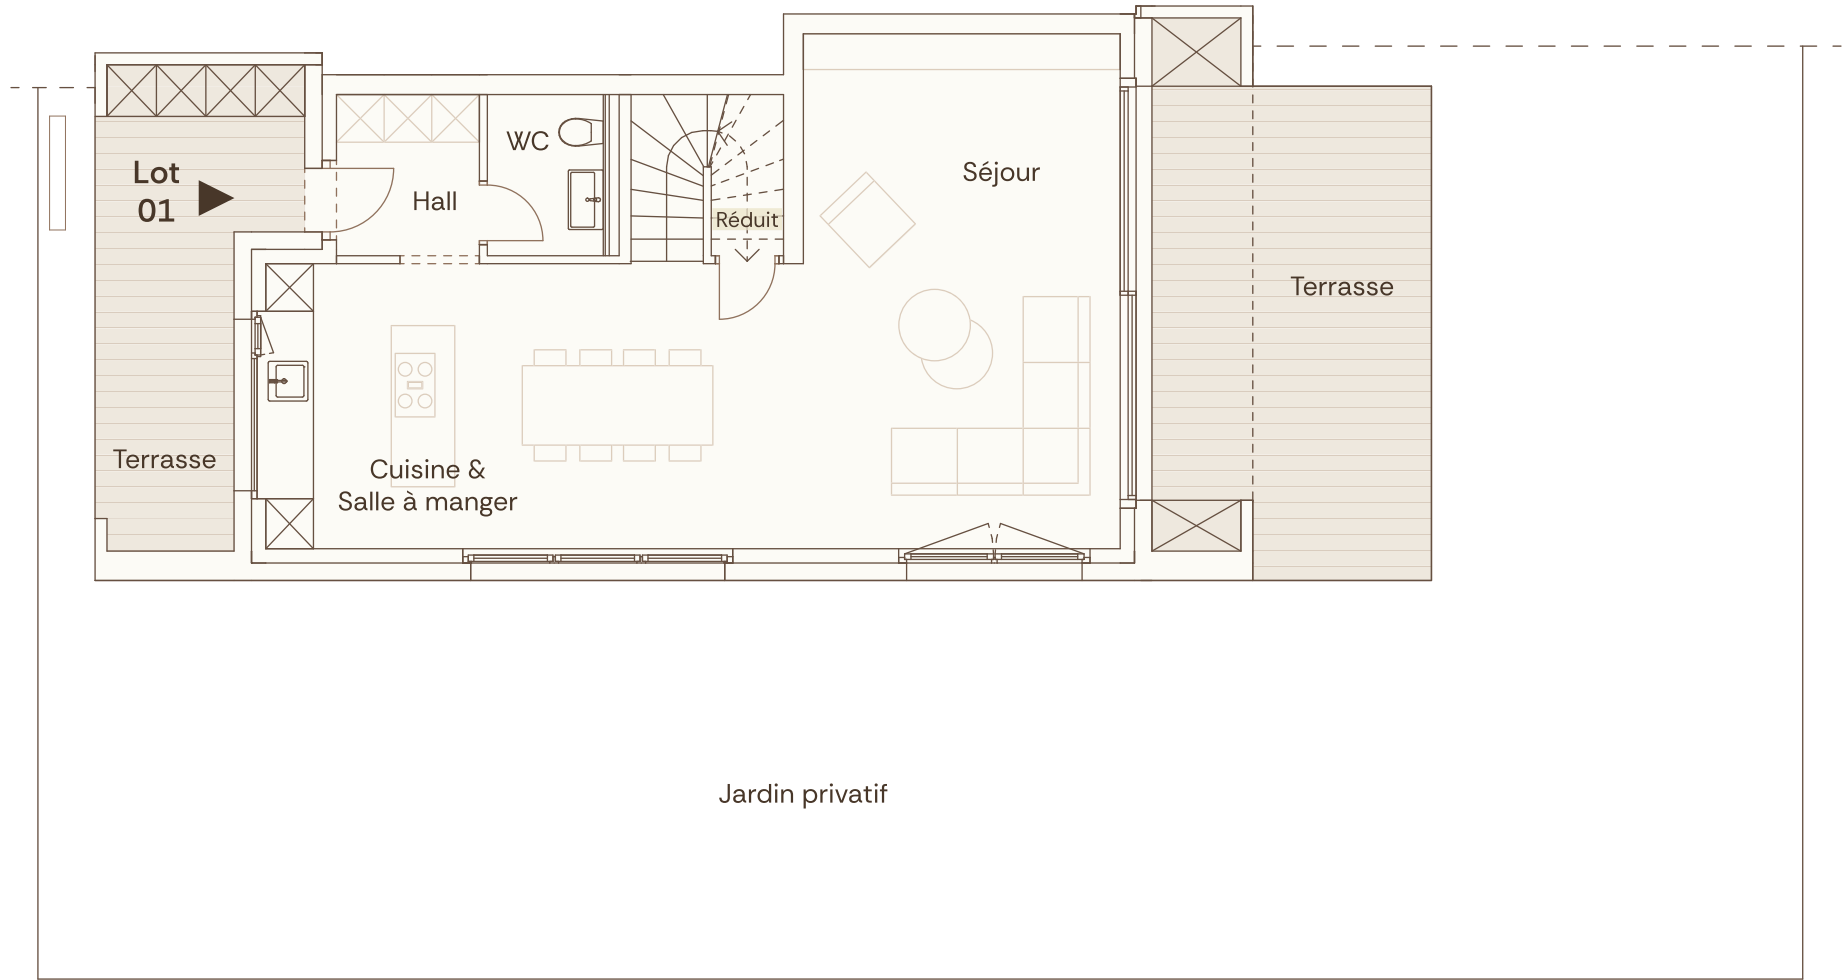 WC
Lot
01
Hall
Séjour
Réduit
Terrasse
Terrasse
Cuisine &
Salle à manger
Jardin privatif